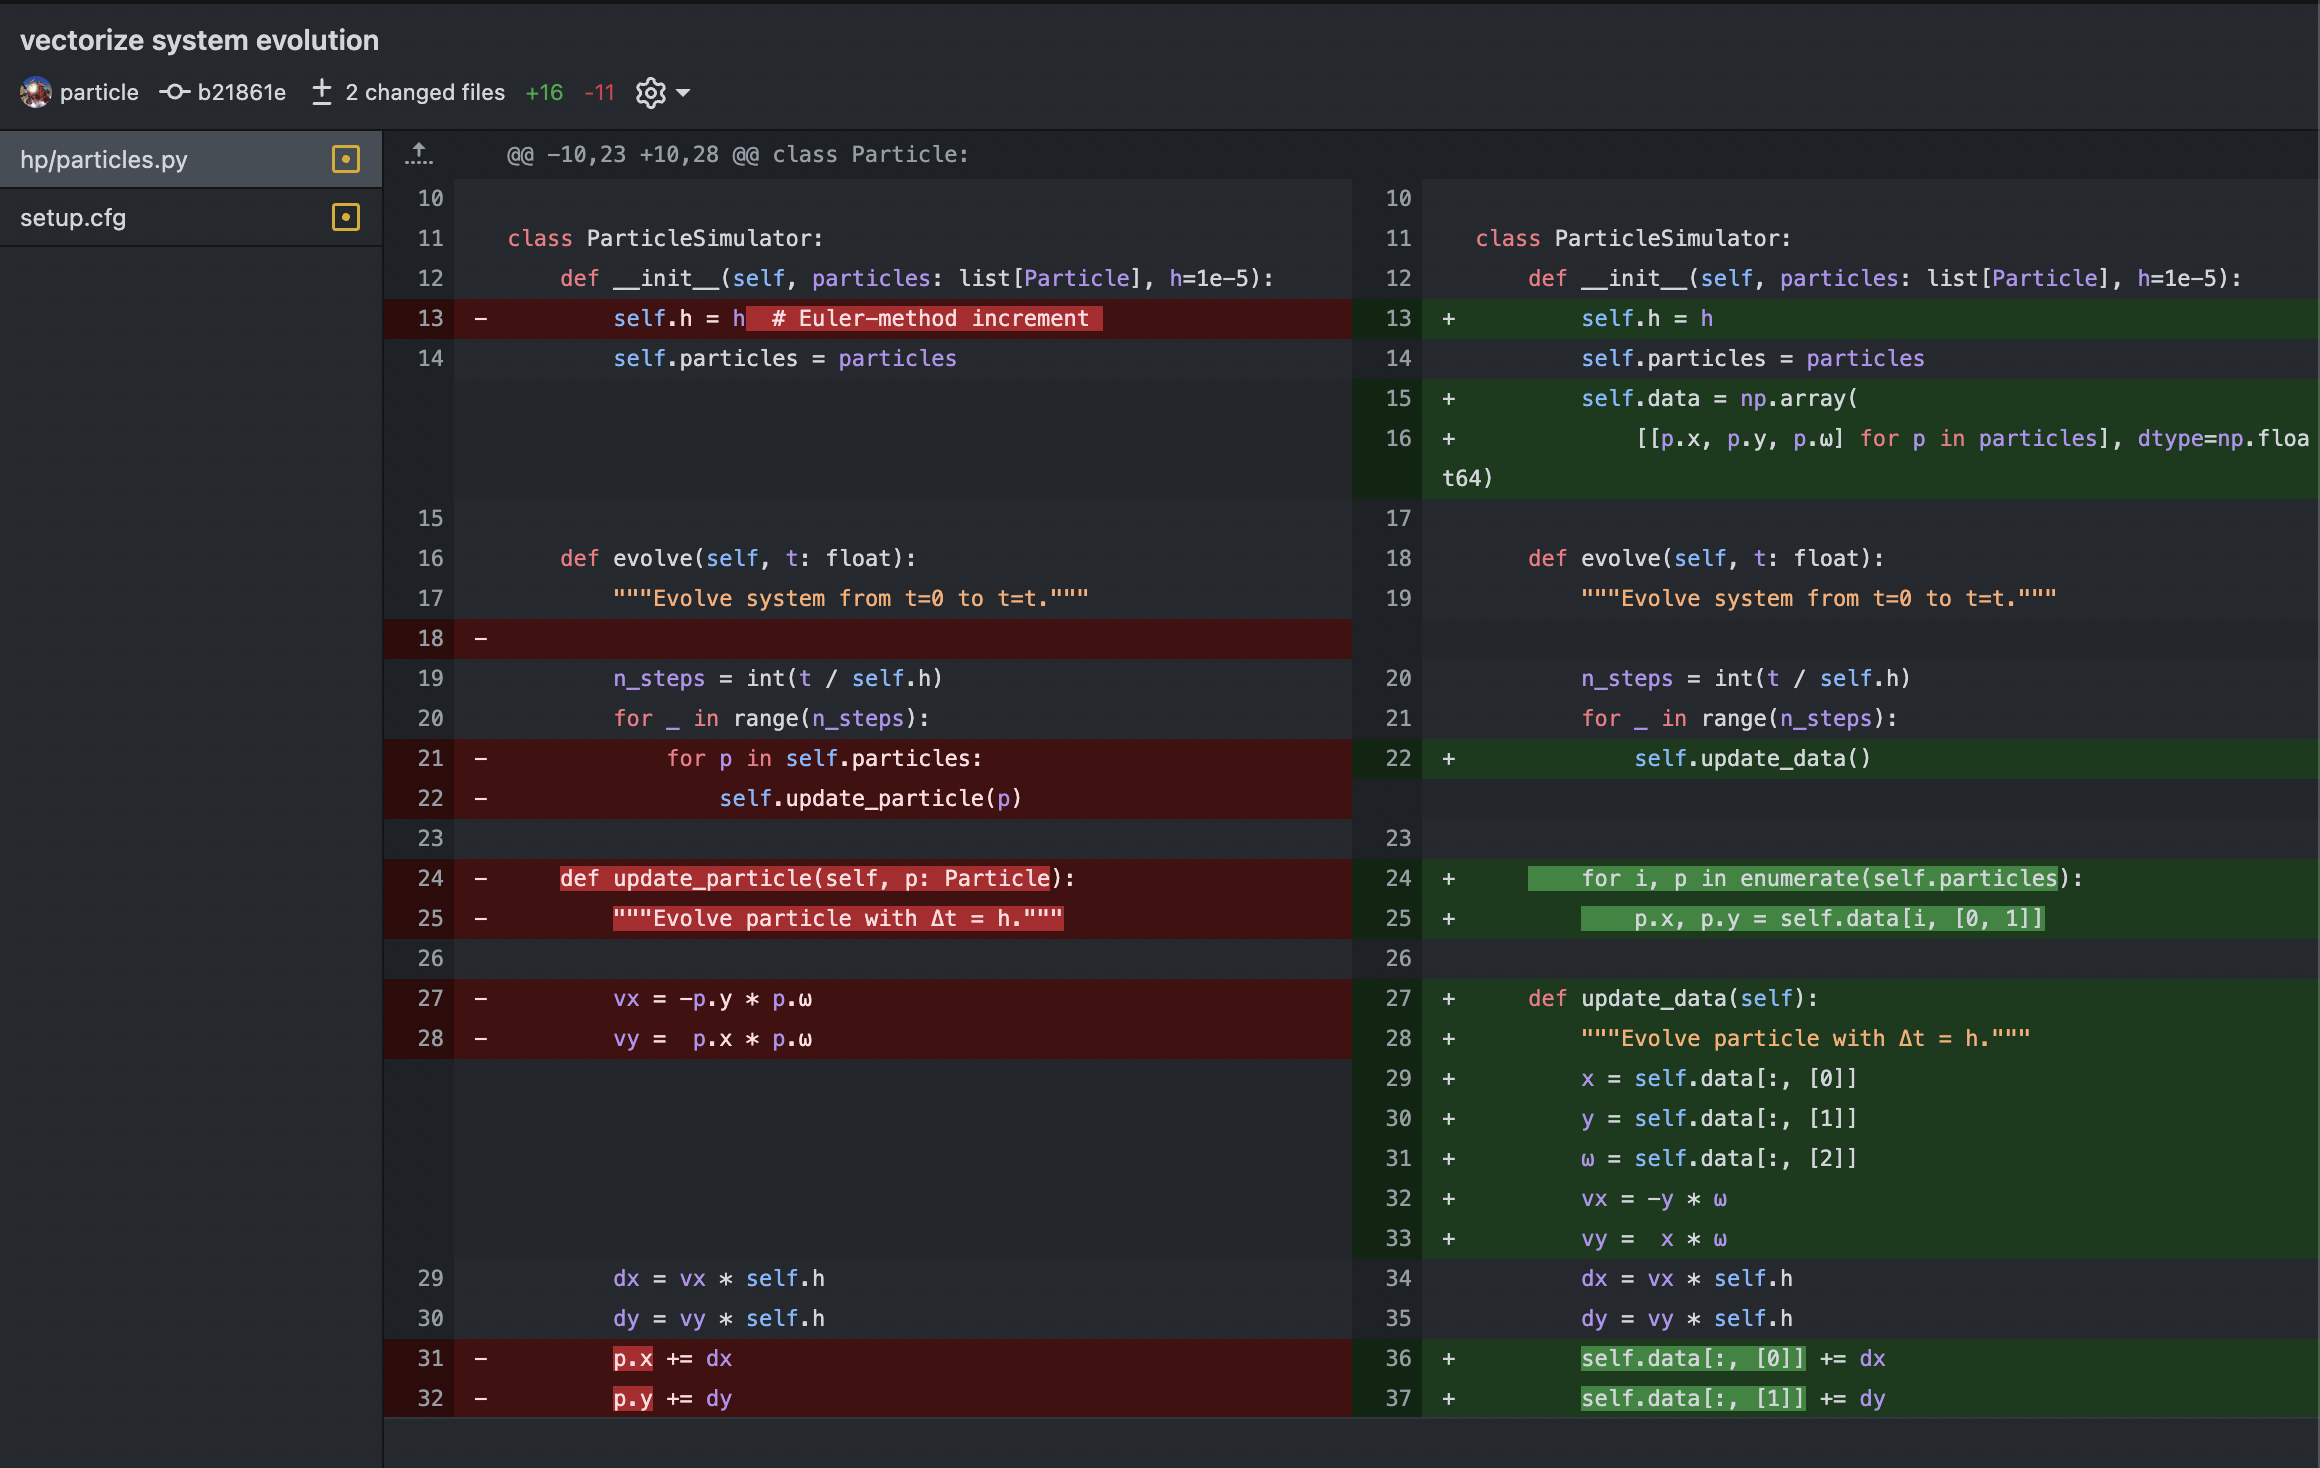 vectorize system evolution
particle b21861e 2 changed files +16 -11
hp/particles.py
setup.cfg
@@ -10,23 +10,28 @@ class Particle:
10
11 class ParticleSimulator:
12     def __init__(self, particles: list[Particle], h=1e-5):
13 -         self.h = h  # Euler-method increment
14         self.particles = particles
15
16     def evolve(self, t: float):
17         """Evolve system from t=0 to t=t."""
18 -
19         n_steps = int(t / self.h)
20         for _ in range(n_steps):
21 -             for p in self.particles:
22 -                 self.update_particle(p)
23
24 -     def update_particle(self, p: Particle):
25 -         """Evolve particle with Δt = h."""
26
27 -         vx = -p.y * p.ω
28 -         vy =  p.x * p.ω
29         dx = vx * self.h
30         dy = vy * self.h
31 -         p.x += dx
32 -         p.y += dy
10
11 class ParticleSimulator:
12     def __init__(self, particles: list[Particle], h=1e-5):
13 +         self.h = h
14         self.particles = particles
15 +         self.data = np.array(
16 +             [[p.x, p.y, p.ω] for p in particles], dtype=np.floa
t64)
17
18     def evolve(self, t: float):
19         """Evolve system from t=0 to t=t."""
20         n_steps = int(t / self.h)
21         for _ in range(n_steps):
22 +             self.update_data()
23
24 +         for i, p in enumerate(self.particles):
25 +             p.x, p.y = self.data[i, [0, 1]]
26
27 +     def update_data(self):
28 +         """Evolve particle with Δt = h."""
29 +         x = self.data[:, [0]]
30 +         y = self.data[:, [1]]
31 +         ω = self.data[:, [2]]
32 +         vx = -y * ω
33 +         vy =  x * ω
34         dx = vx * self.h
35         dy = vy * self.h
36 +         self.data[:, [0]] += dx
37 +         self.data[:, [1]] += dy